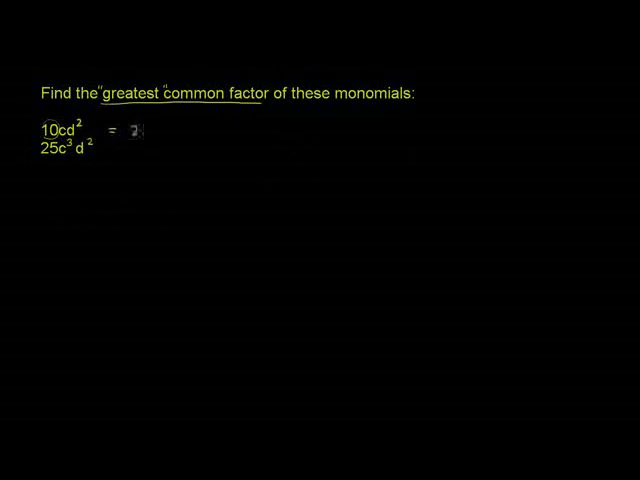 Find the "greatest "common factor of these monomials:
10cd² =
25c³d²